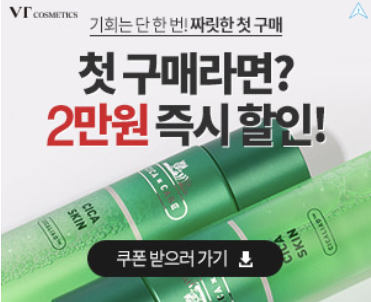 VT COSMETICS
기회는 단 한 번! 짜릿한 첫 구매
첫 구매라면?
2만원 즉시 할인!
CICA
SKIN
CICA
SKIN
쿠폰 받으러 가기